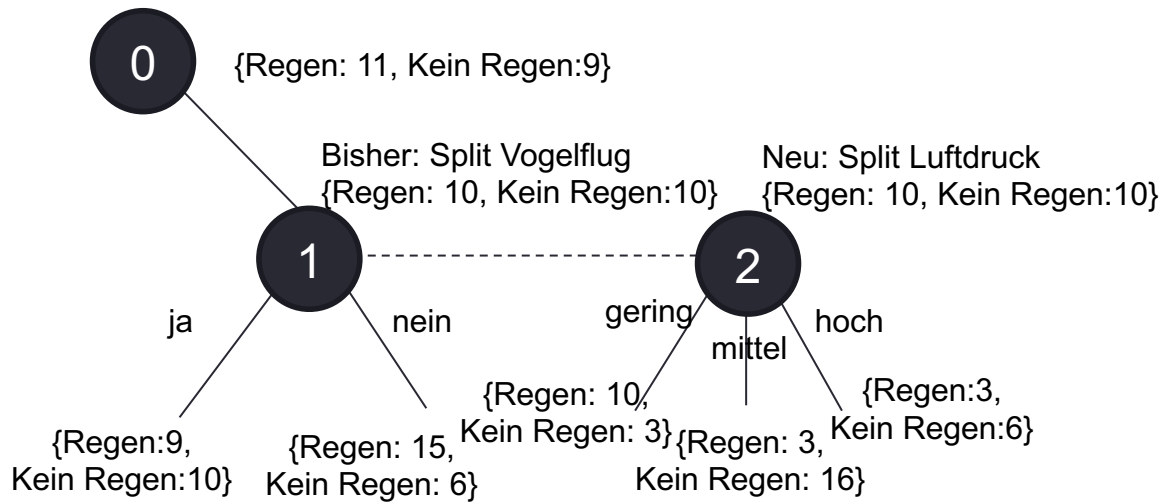 0
{Regen: 11, Kein Regen:9}
Bisher: Split Vogelflug
{Regen: 10, Kein Regen:10}
Neu: Split Luftdruck
{Regen: 10, Kein Regen:10}
1
2
ja
nein
gering
mittel
hoch
{Regen:9,
Kein Regen:10}
{Regen: 15,
Kein Regen: 6}
{Regen: 10,
Kein Regen: 3}
{Regen: 3,
Kein Regen: 16}
{Regen:3,
Kein Regen:6}